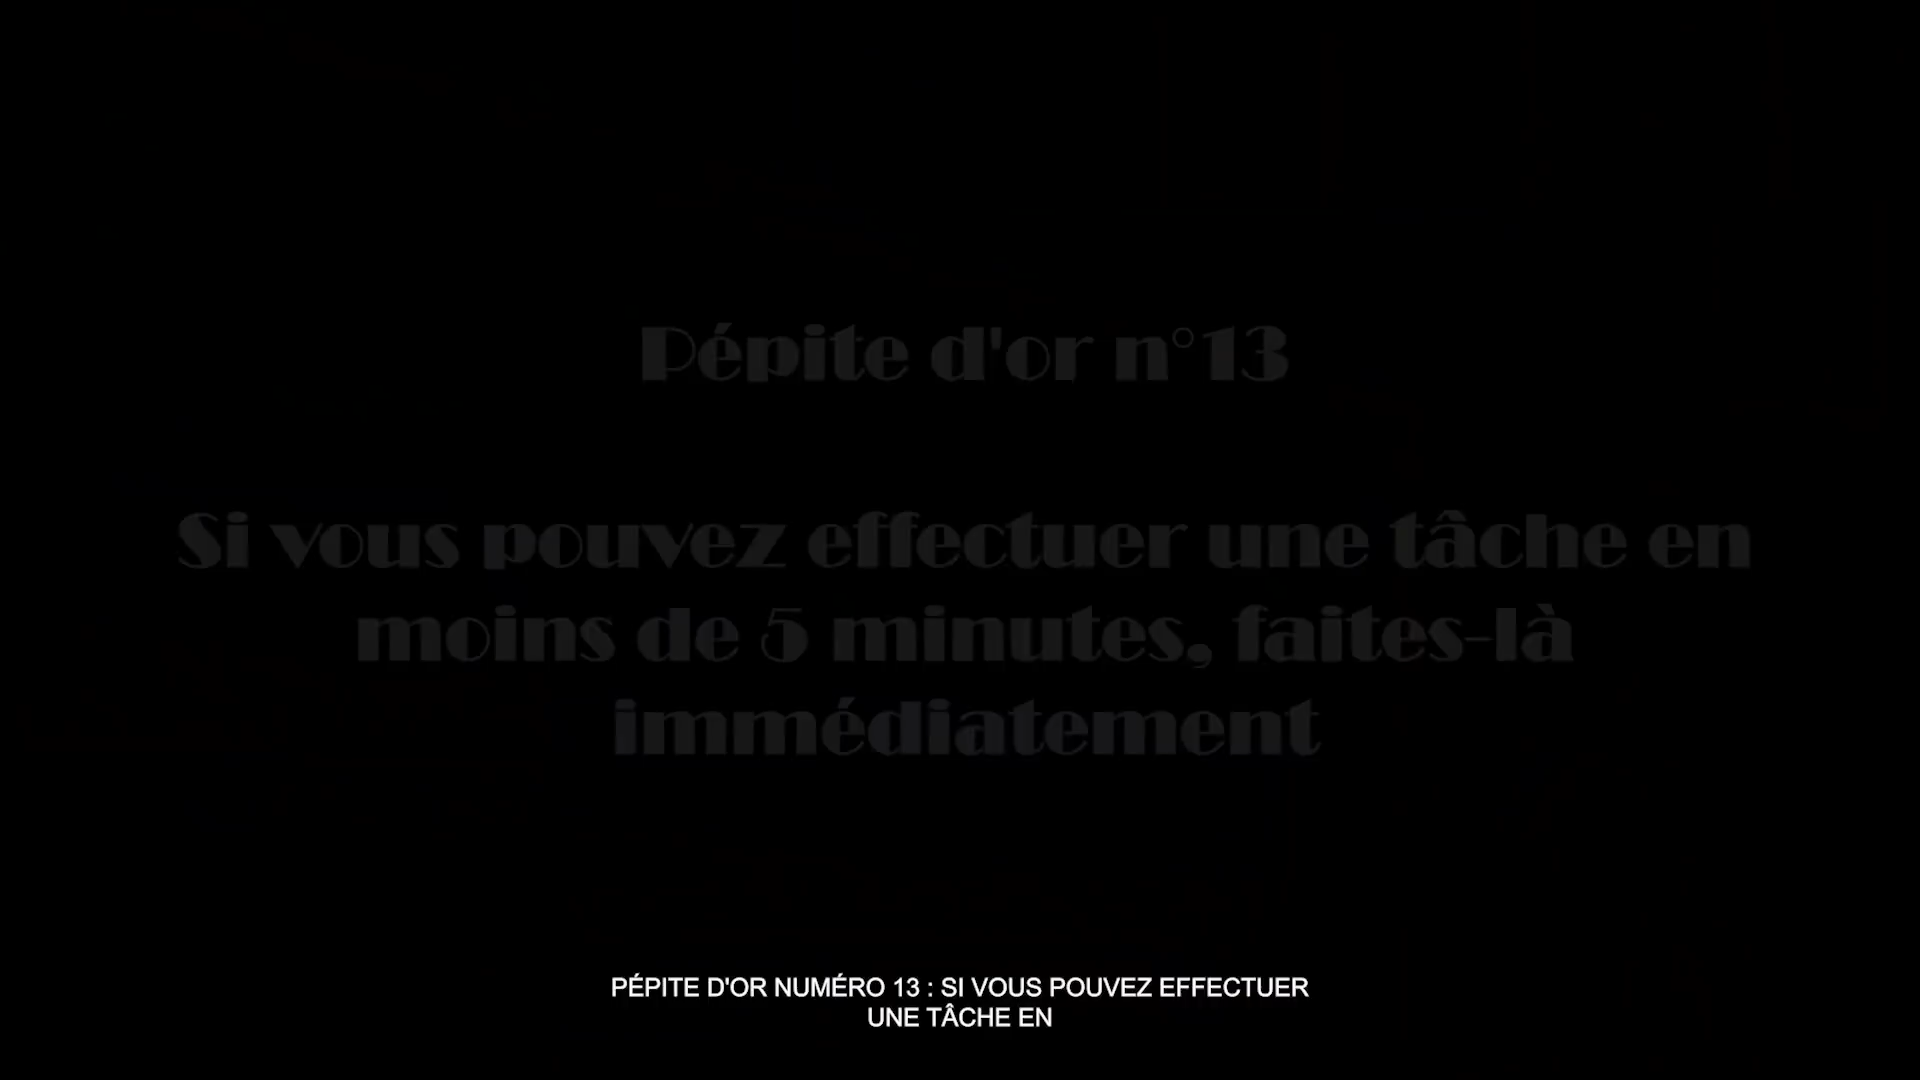 Pépite d'or n°13
Si vous pouvez effectuer une tâche en
moins de 5 minutes, faites-là
immédiatement
PÉPITE D'OR NUMÉRO 13 : SI VOUS POUVEZ EFFECTUER
UNE TÂCHE EN